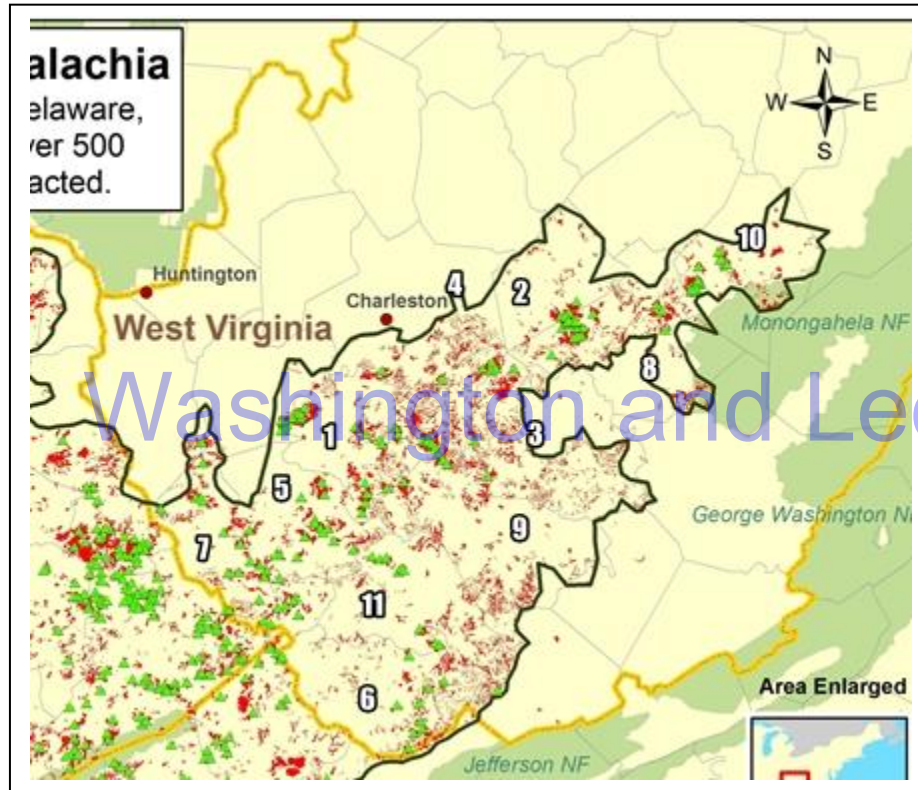 alachia
elaware,
ver 500
acted.
N
W E
S
Huntington
Charleston
West Virginia
4
2
10
Monongahela NF
8
Washington and Lee
1
3
5
George Washington N
7
9
11
6
Area Enlarged
Jefferson NF